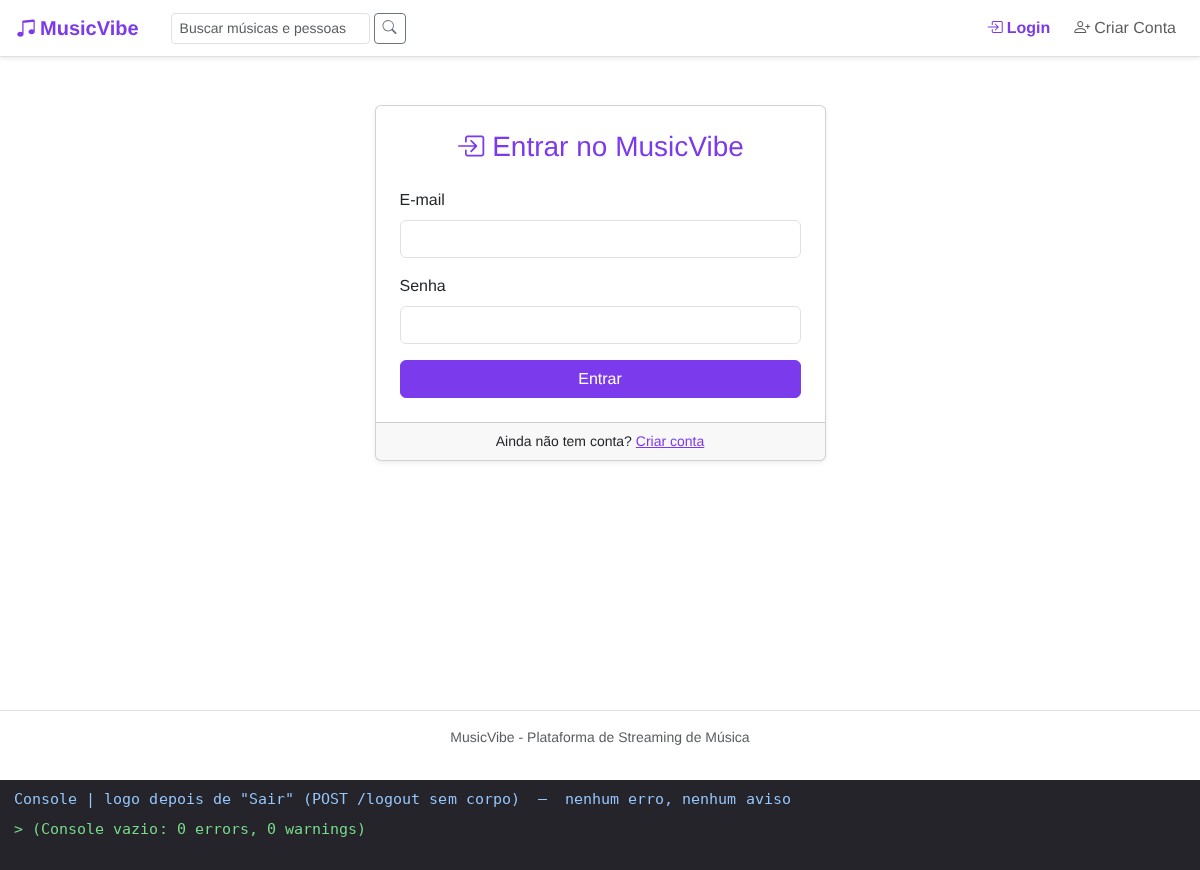 MusicVibe
Buscar músicas e pessoas
Login
Criar Conta
Entrar no MusicVibe
E-mail
Senha
Entrar
Ainda não tem conta? Criar conta
MusicVibe - Plataforma de Streaming de Música
Console | logo depois de "Sair" (POST /logout sem corpo) — nenhum erro, nenhum aviso
> (Console vazio: 0 errors, 0 warnings)